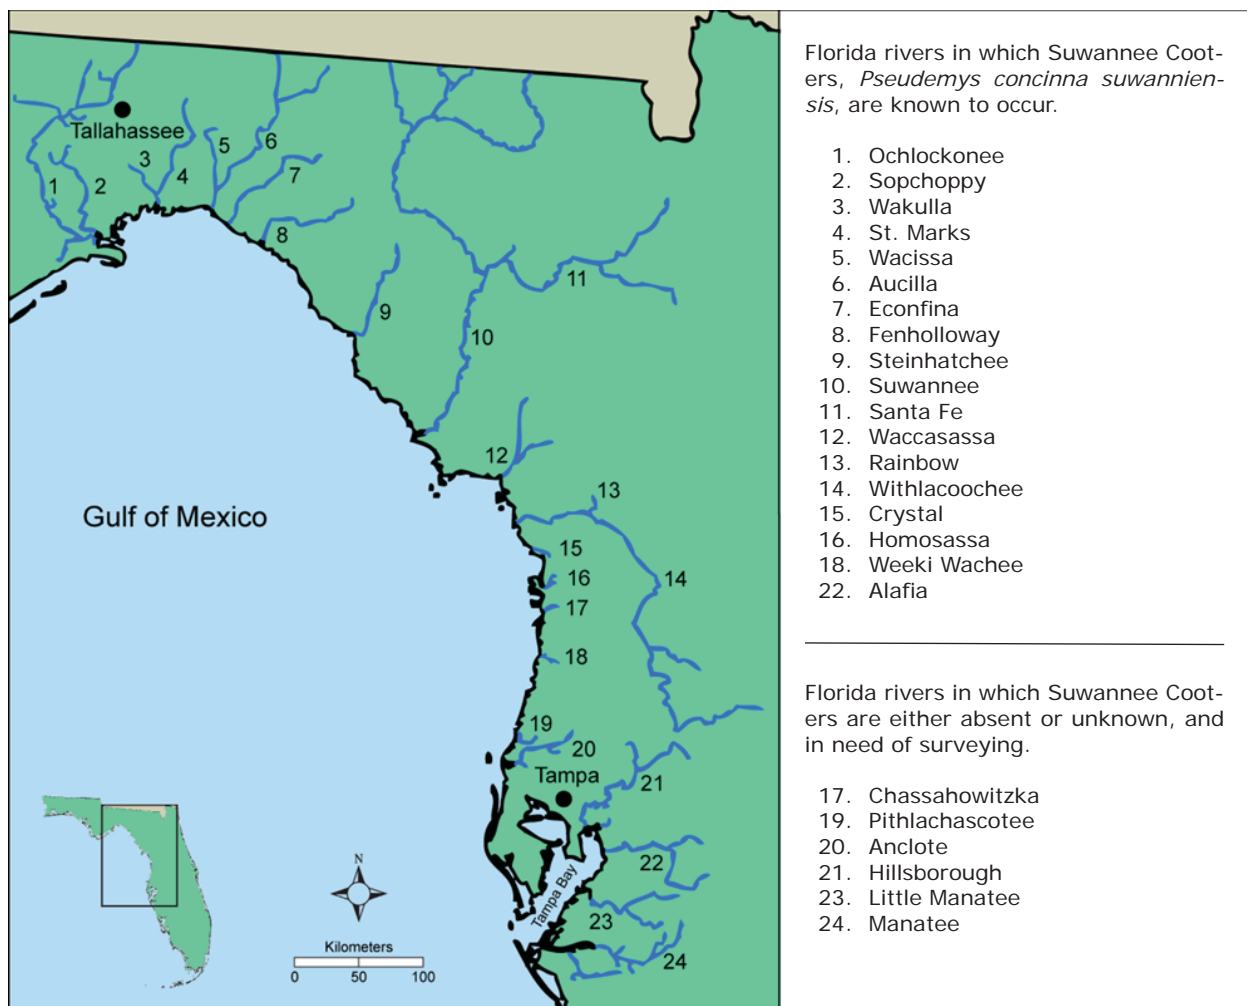 Tallahassee
1
2
3
4
5
6
7
8
9
10
11
12
13
14
15
16
17
18
19
20
21
22
23
24
Gulf of Mexico
Tampa
Tampa Bay
N
Kilometers
0 50 100
Florida rivers in which Suwannee Coot-
ers, Pseudemys concinna suwannien-
sis, are known to occur.
1. Ochlockonee
2. Sopchoppy
3. Wakulla
4. St. Marks
5. Wacissa
6. Aucilla
7. Econfina
8. Fenholloway
9. Steinhatchee
10. Suwannee
11. Santa Fe
12. Waccasassa
13. Rainbow
14. Withlacoochee
15. Crystal
16. Homosassa
18. Weeki Wachee
22. Alafia
Florida rivers in which Suwannee Coot-
ers are either absent or unknown, and
in need of surveying.
17. Chassahowitzka
19. Pithlachascotee
20. Anclote
21. Hillsborough
23. Little Manatee
24. Manatee